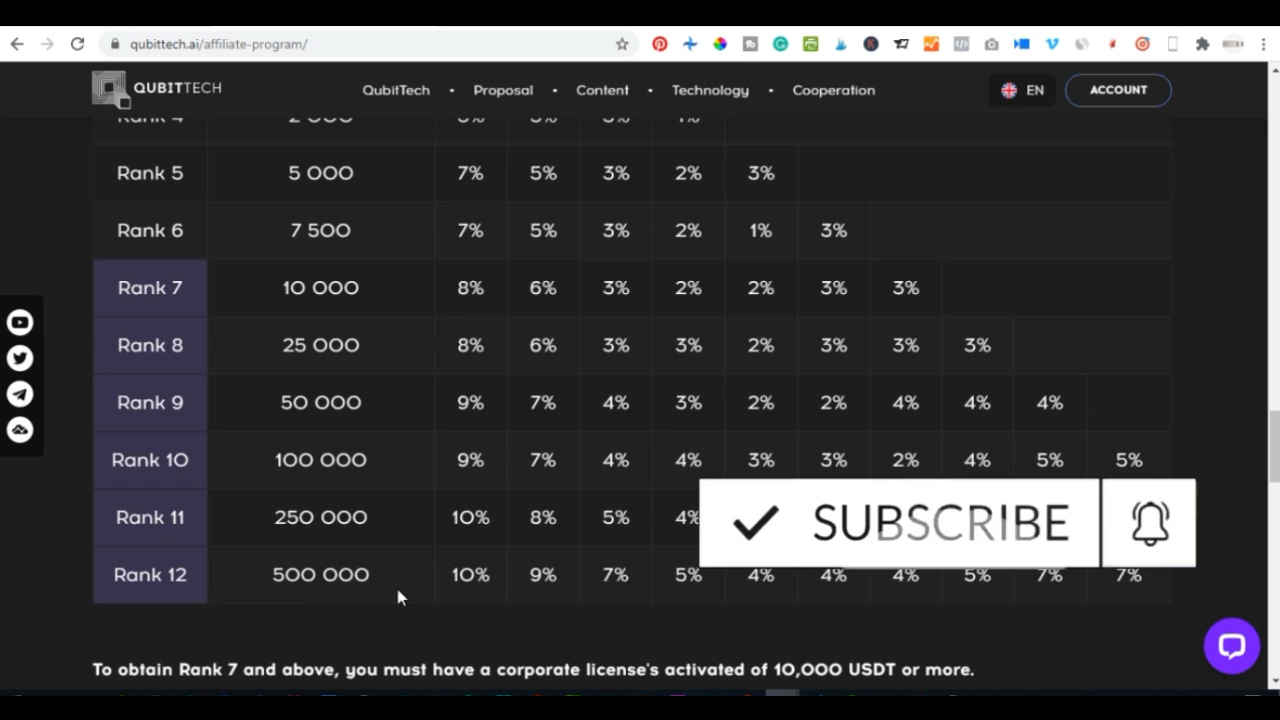 qubittech.ai/affiliate-program/
QUBITTECH QubitTech • Proposal • Content • Technology • Cooperation EN ACCOUNT
Rank 5 5 000 7% 5% 3% 2% 3%
Rank 6 7 500 7% 5% 3% 2% 1% 3%
Rank 7 10 000 8% 6% 3% 2% 2% 3% 3%
Rank 8 25 000 8% 6% 3% 3% 2% 3% 3% 3%
Rank 9 50 000 9% 7% 4% 3% 2% 2% 4% 4% 4%
Rank 10 100 000 9% 7% 4% 4% 3% 3% 2% 4% 5% 5%
Rank 11 250 000 10% 8% 5% 4%
SUBSCRIBE
Rank 12 500 000 10% 9% 7% 5% 4% 4% 4% 5% 7% 7%
To obtain Rank 7 and above, you must have a corporate license's activated of 10,000 USDT or more.